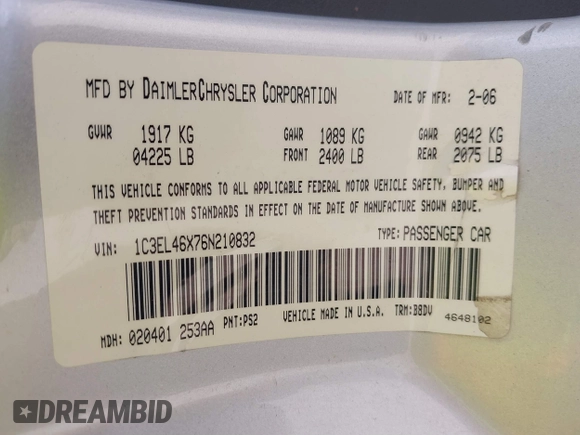 MFD BY DAIMLERCHRYSLER CORPORATION DATE OF MFR: 2-06
GVWR 1917 KG GAWR 1089 KG GAWR 0942 KG
04225 LB FRONT 2400 LB REAR 2075 LB
THIS VEHICLE CONFORMS TO ALL APPLICABLE FEDERAL MOTOR VEHICLE SAFETY, BUMPER AND
THEFT PREVENTION STANDARDS IN EFFECT ON THE DATE OF MANUFACTURE SHOWN ABOVE.
VIN: 1C3EL46X76N210832 TYPE: PASSENGER CAR
MDH: 020401 253AA PNT: PS2 VEHICLE MADE IN U.S.A. TRM: BBDV 4648102
DREAMBID